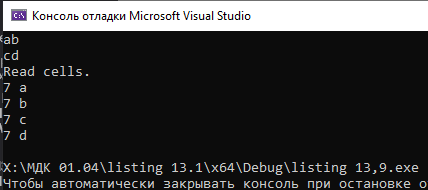 Консоль отладки Microsoft Visual Studio
ab
cd
Read cells.
7 a
7 b
7 c
7 d
X:\МДК 01.04\listing 13.1\x64\Debug\listing 13,9.exe
Чтобы автоматически закрывать консоль при остановке